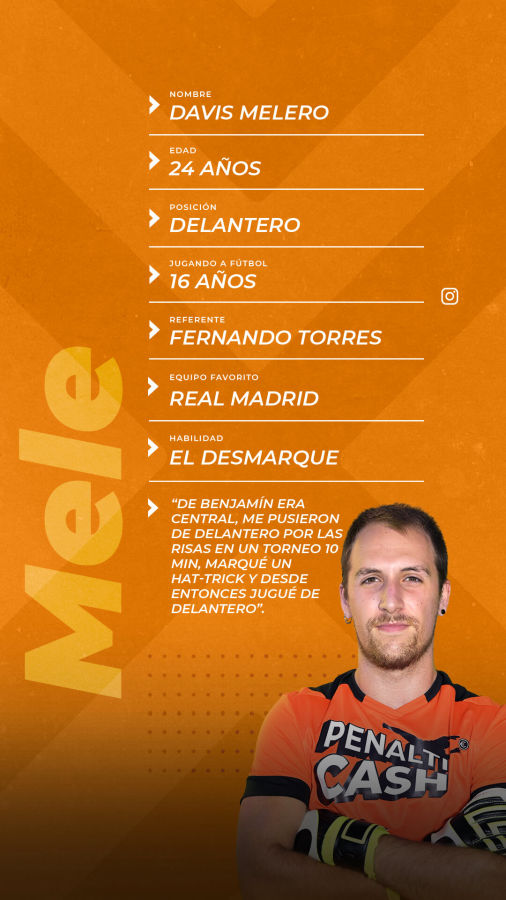 NOMBRE
DAVIS MELERO
EDAD
24 AÑOS
POSICIÓN
DELANTERO
JUGANDO A FÚTBOL
16 AÑOS
REFERENTE
FERNANDO TORRES
EQUIPO FAVORITO
REAL MADRID
HABILIDAD
EL DESMARQUE
“DE BENJAMÍN ERA
CENTRAL, ME PUSIERON
DE DELANTERO POR LAS
RISAS EN UN TORNEO 10
MIN, MARQUÉ UN
HAT-TRICK Y DESDE
ENTONCES JUGUÉ DE
DELANTERO”.
Mele
PENALTI
CASH